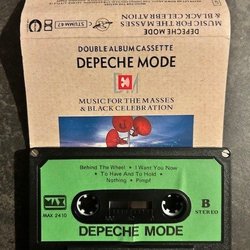 MUSIC FOR THE MASSES
& BLACK CELEBRATION
DEPECHE MODE
STUMM 47
DOUBLE ALBUM CASSETTE
DEPECHE MODE
MUSIC FOR THE MASSES
& BLACK CELEBRATION
Behind The Wheel • I Want You Now
• To Have And To Hold •
Nothing • Pimpf
MAX
MAX 2410
B
STEREO
DEPECHE MODE